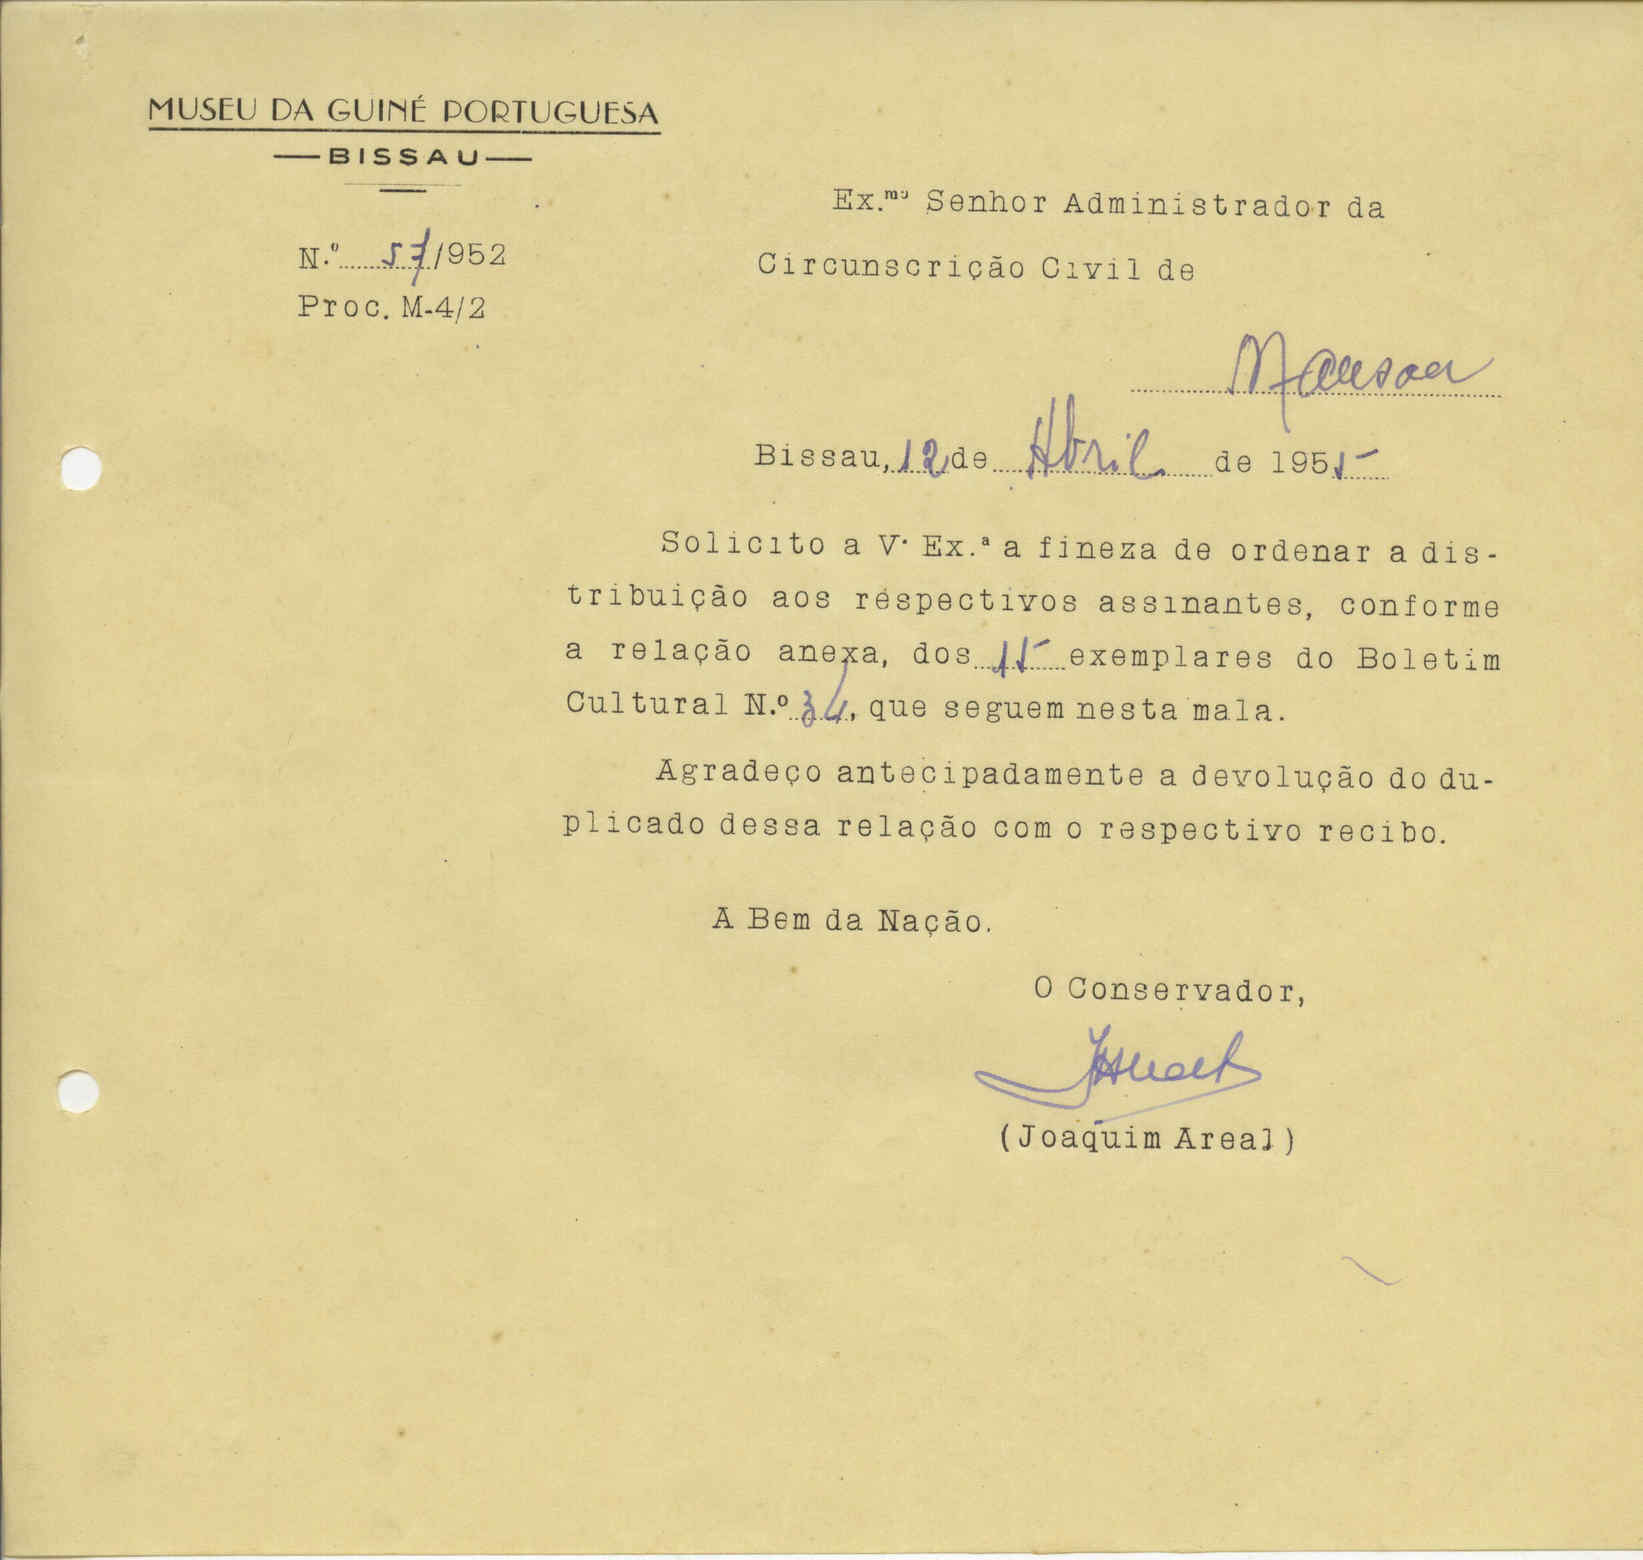 MUSEU DA GUINÉ PORTUGUESA
—BISSAU—
Ex.mo Senhor Administrador da
N.º 57/952
Circunscrição Civil de
Proc. M-4/2
Mansoa
Bissau, 12 de Abril de 1955
Solicito a V. Ex.ª a fineza de ordenar a dis-
tribuição aos respectivos assinantes, conforme
a relação anexa, dos 15 exemplares do Boletim
Cultural N.º 34, que seguem nesta mala.
Agradeço antecipadamente a devolução do du-
plicado dessa relação com o respectivo recibo.
A Bem da Nação.
O Conservador,
(Joaquim Areal)